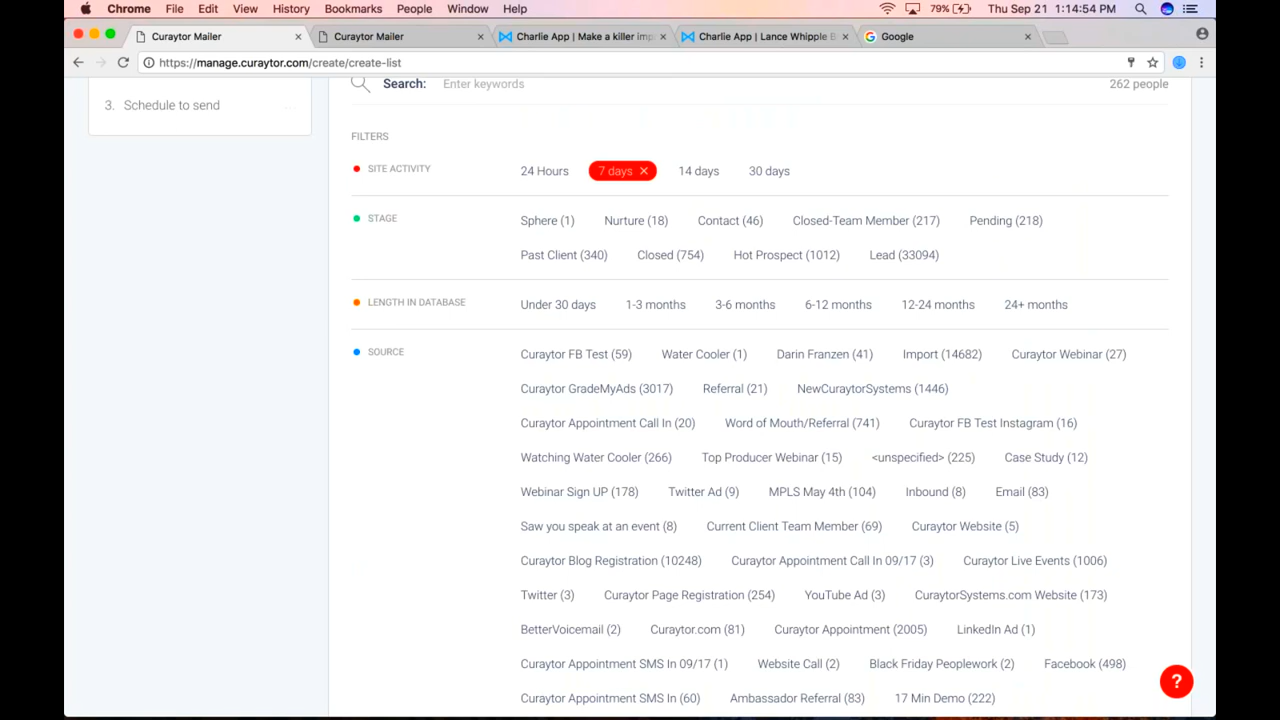 Chrome File Edit View History Bookmarks People Window Help 79% Thu Sep 21 1:14:54 PM
Curaytor Mailer Curaytor Mailer Charlie App | Make a killer imp Charlie App | Lance Whipple B Google
https://manage.curaytor.com/create/create-list
3. Schedule to send
Search: Enter keywords 262 people
FILTERS
SITE ACTIVITY 24 Hours 7 days 14 days 30 days
STAGE Sphere (1) Nurture (18) Contact (46) Closed-Team Member (217) Pending (218)
Past Client (340) Closed (754) Hot Prospect (1012) Lead (33094)
LENGTH IN DATABASE Under 30 days 1-3 months 3-6 months 6-12 months 12-24 months 24+ months
SOURCE Curaytor FB Test (59) Water Cooler (1) Darin Franzen (41) Import (14682) Curaytor Webinar (27)
Curaytor GradeMyAds (3017) Referral (21) NewCuraytorSystems (1446)
Curaytor Appointment Call In (20) Word of Mouth/Referral (741) Curaytor FB Test Instagram (16)
Watching Water Cooler (266) Top Producer Webinar (15) <unspecified> (225) Case Study (12)
Webinar Sign UP (178) Twitter Ad (9) MPLS May 4th (104) Inbound (8) Email (83)
Saw you speak at an event (8) Current Client Team Member (69) Curaytor Website (5)
Curaytor Blog Registration (10248) Curaytor Appointment Call In 09/17 (3) Curaytor Live Events (1006)
Twitter (3) Curaytor Page Registration (254) YouTube Ad (3) CuraytorSystems.com Website (173)
BetterVoicemail (2) Curaytor.com (81) Curaytor Appointment (2005) LinkedIn Ad (1)
Curaytor Appointment SMS In 09/17 (1) Website Call (2) Black Friday Peoplework (2) Facebook (498)
Curaytor Appointment SMS In (60) Ambassador Referral (83) 17 Min Demo (222)
?